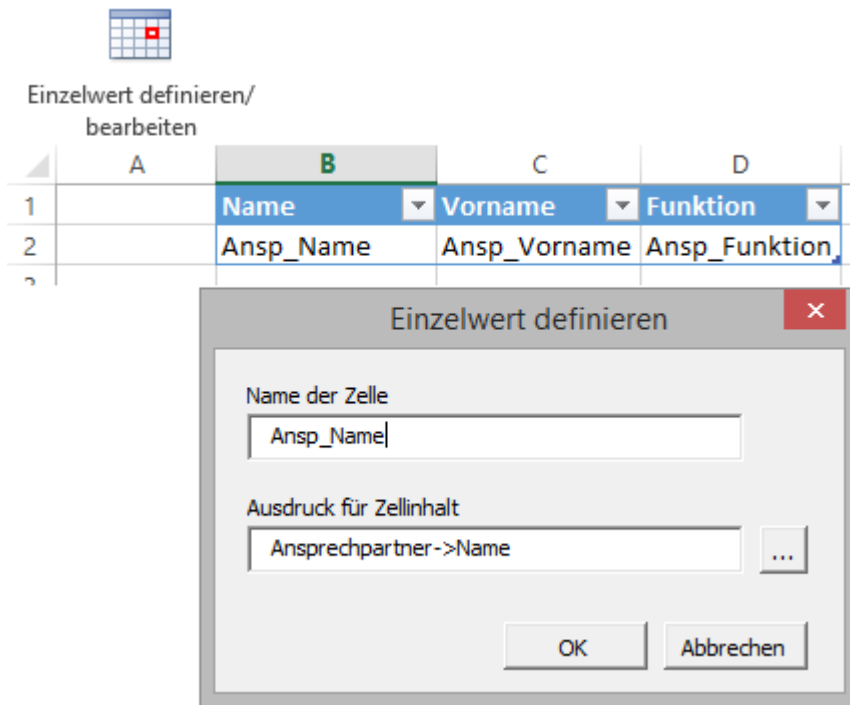 Einzelwert definieren/
bearbeiten
A B C D
1 Name Vorname Funktion
2 Ansp_Name Ansp_Vorname Ansp_Funktion
Einzelwert definieren
Name der Zelle
Ansp_Name
Ausdruck für Zellinhalt
Ansprechpartner->Name
...
OK Abbrechen